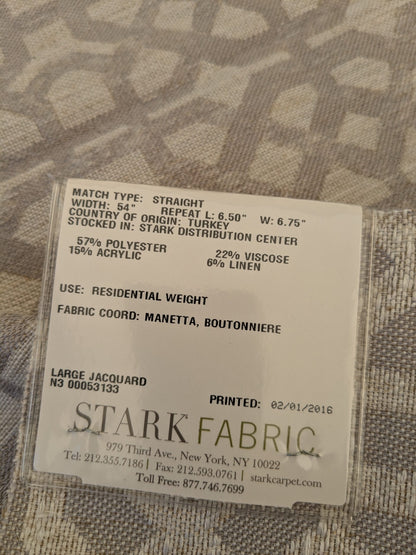 MATCH TYPE: STRAIGHT
WIDTH: 54" REPEAT L: 6.50" W: 6.75"
COUNTRY OF ORIGIN: TURKEY
STOCKED IN: STARK DISTRIBUTION CENTER
57% POLYESTER 22% VISCOSE
15% ACRYLIC 6% LINEN
USE: RESIDENTIAL WEIGHT
FABRIC COORD: MANETTA, BOUTONNIERE
LARGE JACQUARD
N3 00053133
PRINTED: 02/01/2016
STARK FABRIC
979 Third Ave., New York, NY 10022
Tel: 212.355.7186 | Fax: 212.593.0761 | starkcarpet.com
Toll Free: 877.746.7699